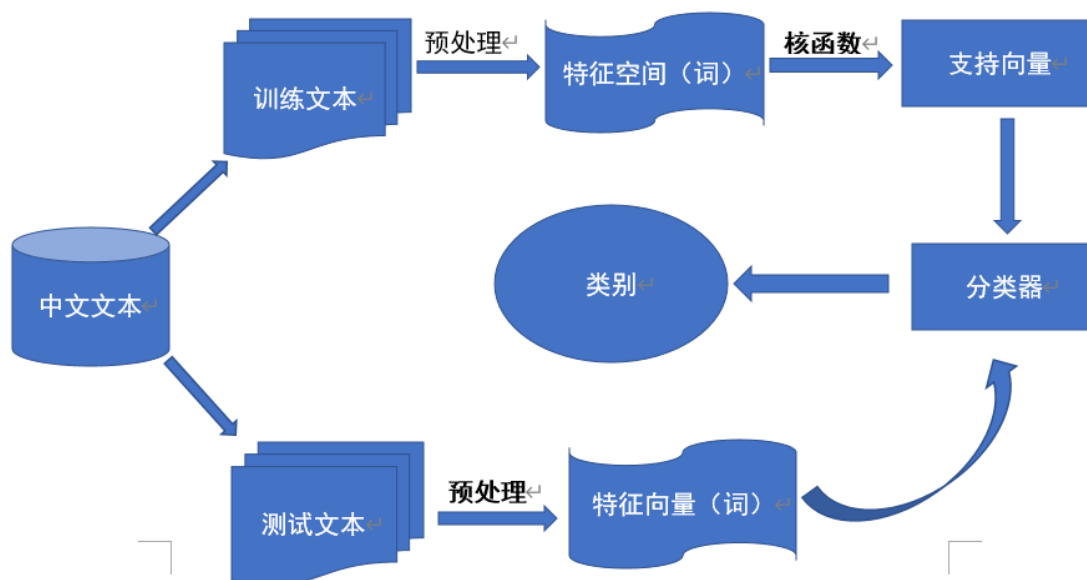 预处理
核函数
训练文本
特征空间（词）
支持向量
中文文本
类别
分类器
测试文本
预处理
特征向量（词）